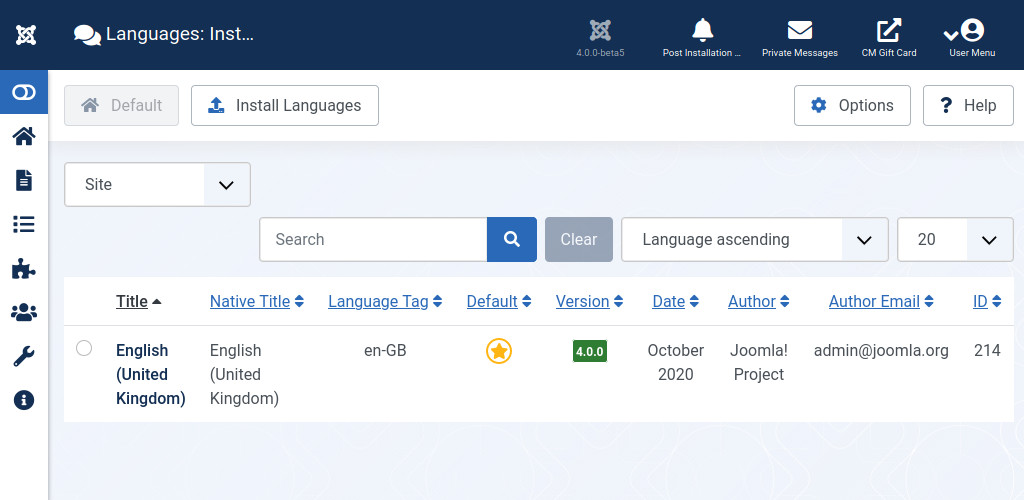 Languages: Inst...
4.0.0-beta5
Post Installation ...
Private Messages
CM Gift Card
User Menu
Default
Install Languages
Options
? Help
Site
Search
Clear
Language ascending
20
Title Native Title Language Tag Default Version Date Author Author Email ID
English (United Kingdom)
English (United Kingdom)
en-GB
4.0.0
October 2020
Joomla! Project
admin@joomla.org
214